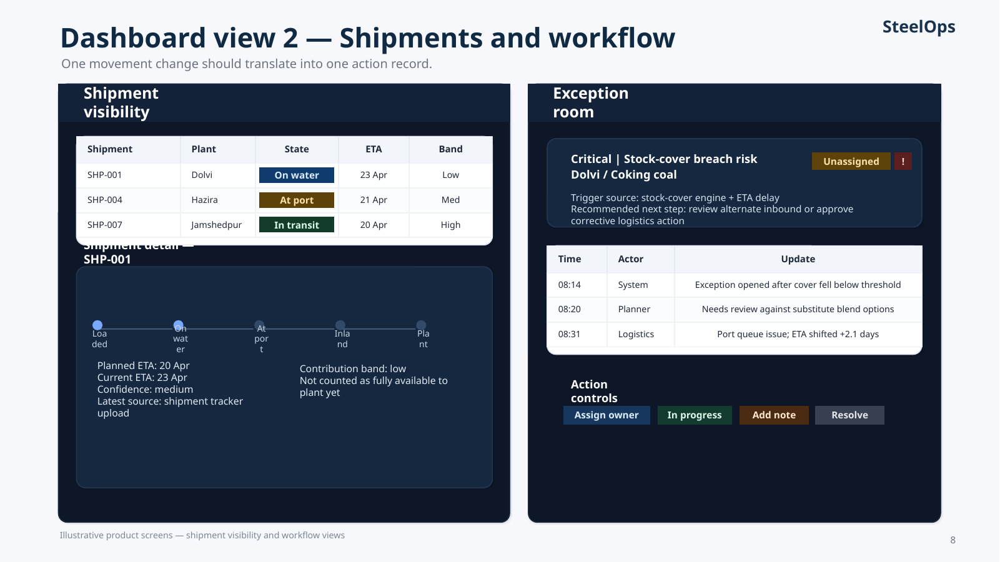 Dashboard view 2 — Shipments and workflow
SteelOps
One movement change should translate into one action record.
Shipment
visibility
Shipment Plant State ETA Band
SHP-001 Dolvi On water 23 Apr Low
SHP-004 Hazira At port 21 Apr Med
SHP-007 Jamshedpur In transit 20 Apr High
Shipment detail —
SHP-001
Loa
ded
On
wat
er
At
por
t
Inla
nd
Pla
nt
Planned ETA: 20 Apr
Current ETA: 23 Apr
Confidence: medium
Latest source: shipment tracker
upload
Contribution band: low
Not counted as fully available to
plant yet
Exception
room
Critical | Stock-cover breach risk
Dolvi / Coking coal
Unassigned !
Trigger source: stock-cover engine + ETA delay
Recommended next step: review alternate inbound or approve
corrective logistics action
Time Actor Update
08:14 System Exception opened after cover fell below threshold
08:20 Planner Needs review against substitute blend options
08:31 Logistics Port queue issue; ETA shifted +2.1 days
Action
controls
Assign owner In progress Add note Resolve
Illustrative product screens — shipment visibility and workflow views
8